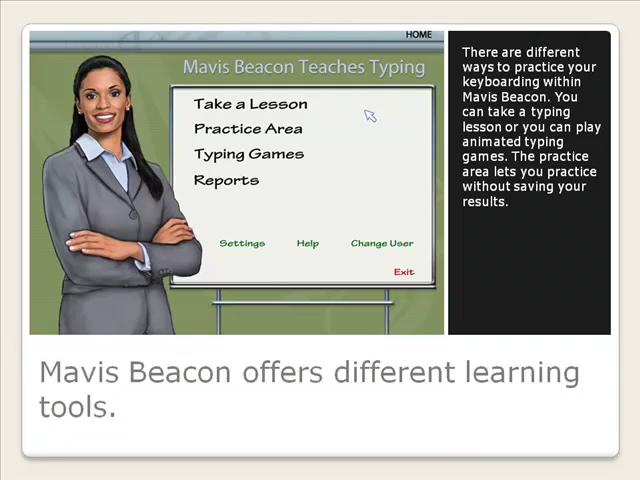 HOME
Mavis Beacon Teaches Typing
Take a Lesson
Practice Area
Typing Games
Reports
Settings Help Change User
Exit
There are different
ways to practice your
keyboarding within
Mavis Beacon. You
can take a typing
lesson or you can play
animated typing
games. The practice
area lets you practice
without saving your
results.
Mavis Beacon offers different learning
tools.